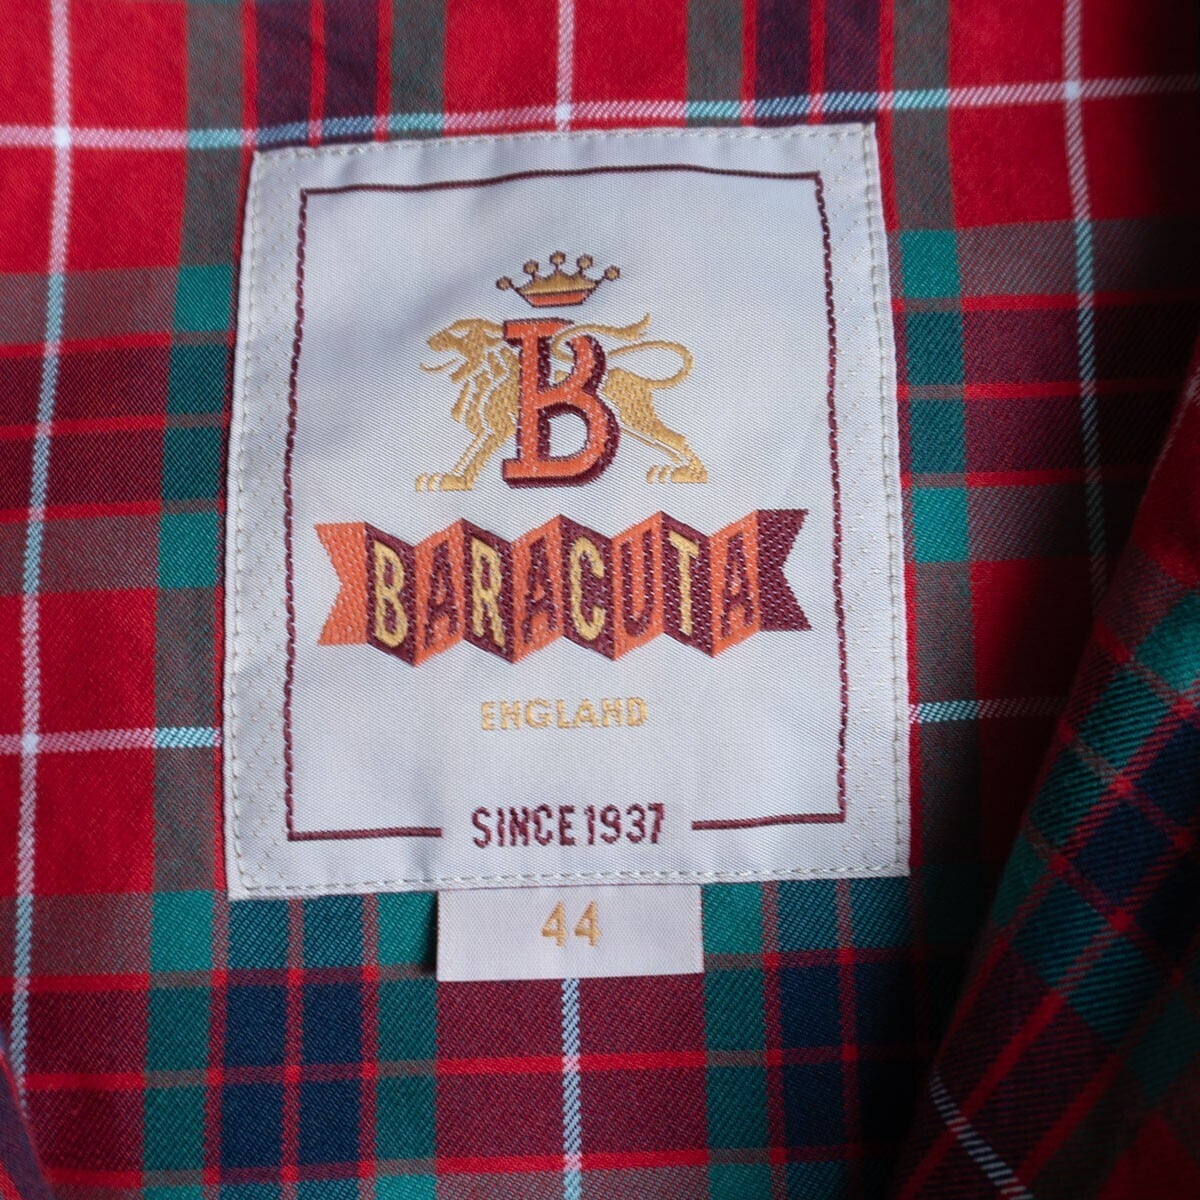 B
BARACUTA
ENGLAND
SINCE 1937
44